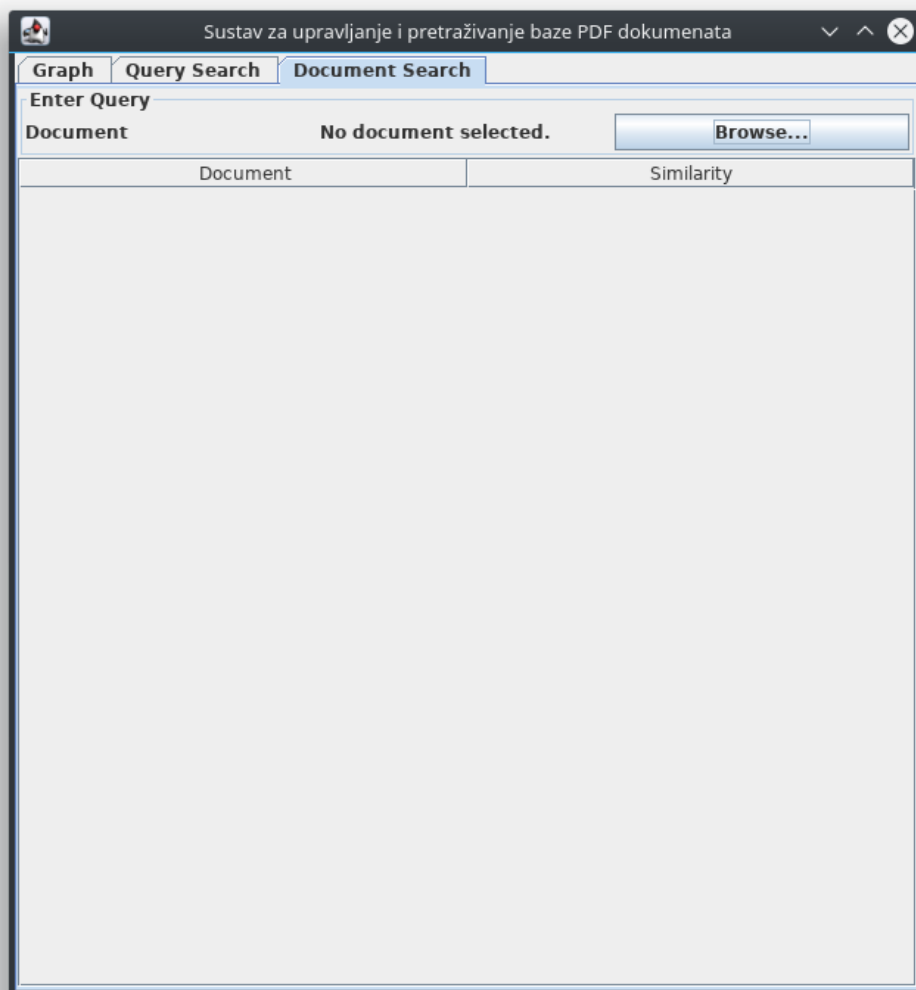 Sustav za upravljanje i pretraživanje baze PDF dokumenata
Graph Query Search Document Search
Enter Query
Document No document selected. Browse...
Document Similarity